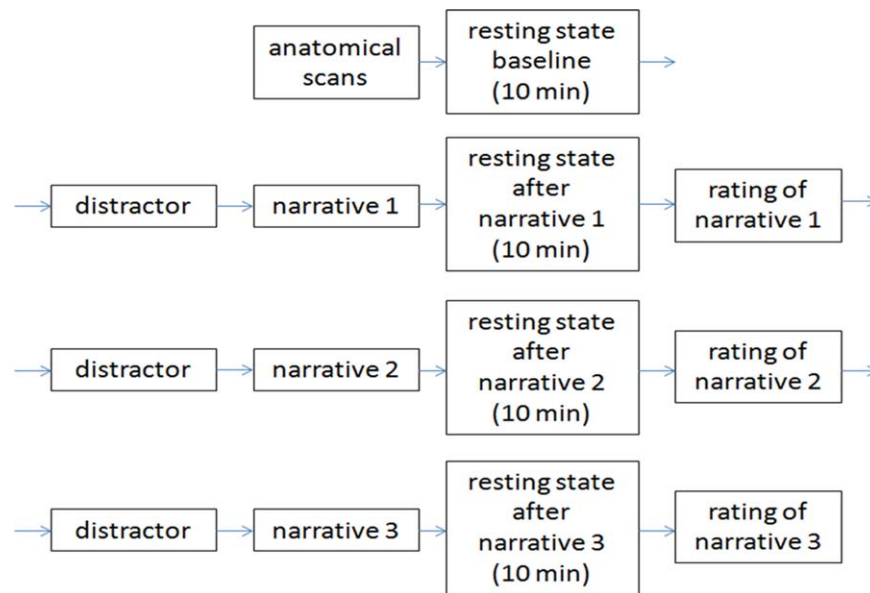 anatomical
scans
resting state
baseline
(10 min)
distractor
narrative 1
resting state
after
narrative 1
(10 min)
rating of
narrative 1
distractor
narrative 2
resting state
after
narrative 2
(10 min)
rating of
narrative 2
distractor
narrative 3
resting state
after
narrative 3
(10 min)
rating of
narrative 3